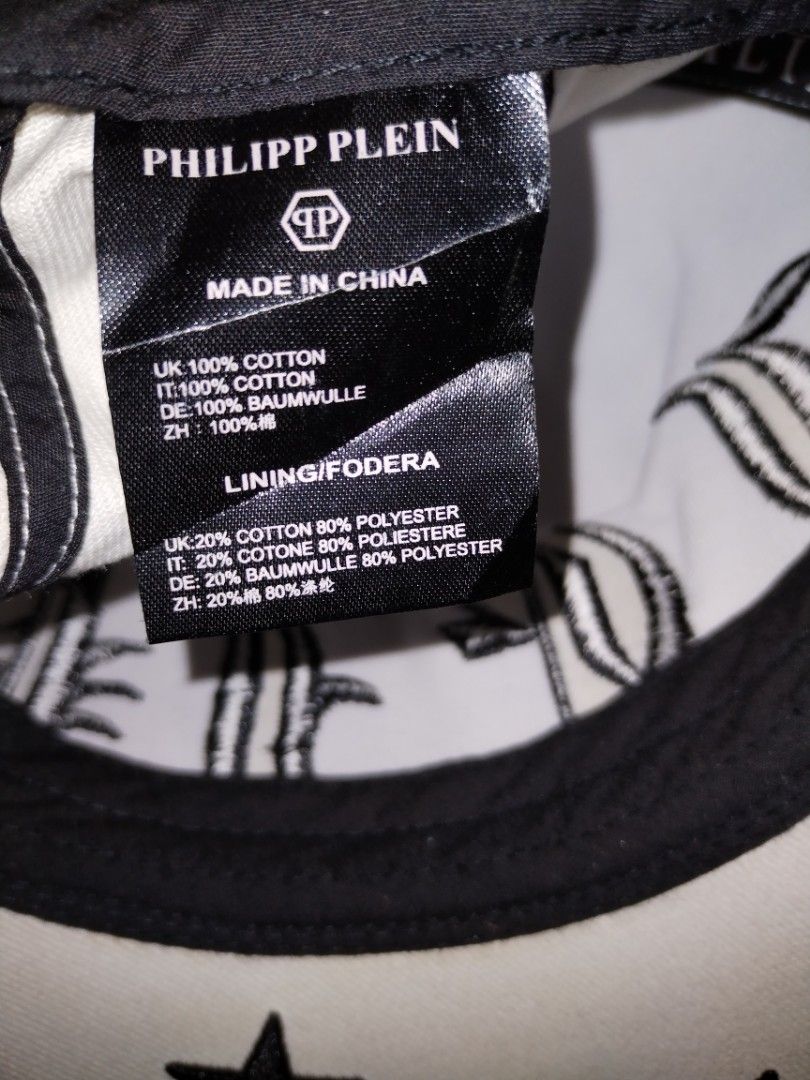 PHILIPP PLEIN
MADE IN CHINA
UK:100% COTTON
IT:100% COTTON
DE:100% BAUMWULLE
ZH : 100%棉
LINING/FODERA
UK:20% COTTON 80% POLYESTER
IT: 20% COTONE 80% POLIESTERE
DE: 20% BAUMWULLE 80% POLYESTER
ZH: 20%棉 80%涤纶